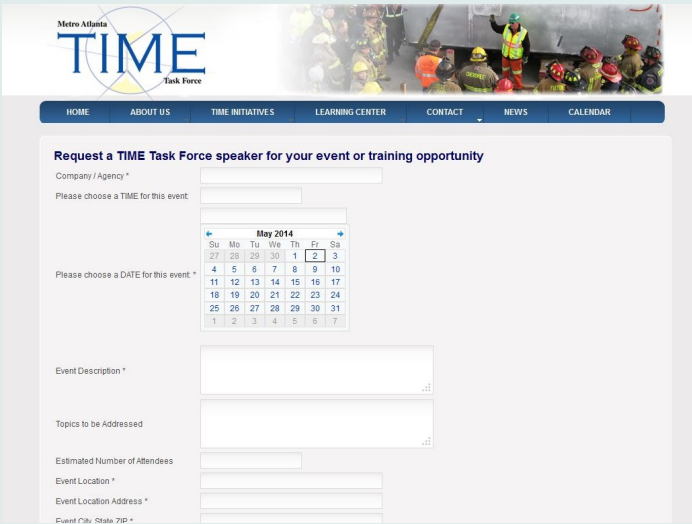 Metro Atlanta
TIME
Task Force
HOME ABOUT US TIME INITIATIVES LEARNING CENTER CONTACT NEWS CALENDAR
Request a TIME Task Force speaker for your event or training opportunity
Company / Agency *
Please choose a TIME for this event:
May 2014
Su Mo Tu We Th Fr Sa
27 28 29 30 1 2 3
4 5 6 7 8 9 10
11 12 13 14 15 16 17
18 19 20 21 22 23 24
25 26 27 28 29 30 31
1 2 3 4 5 6 7
Please choose a DATE for this event: *
Event Description *
Topics to be Addressed
Estimated Number of Attendees
Event Location *
Event Location Address *
Event City, State ZIP *